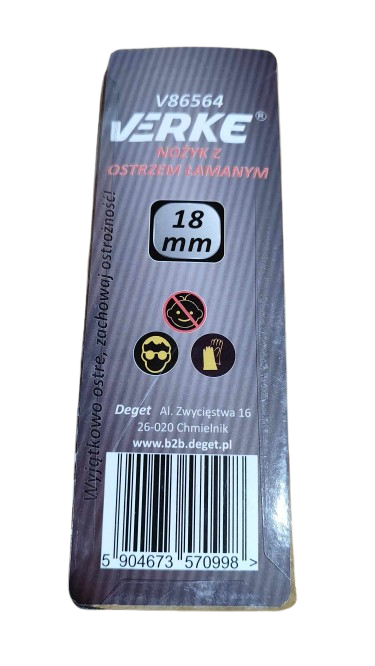 V86564
VERKE®
NOŻYK Z
OSTRZEM ŁAMANYM
18
mm
Wyjątkowo ostre, zachowaj ostrożność!
Deget Al. Zwycięstwa 16
26-020 Chmielnik
www.b2b.deget.pl
5 904673 570998 >